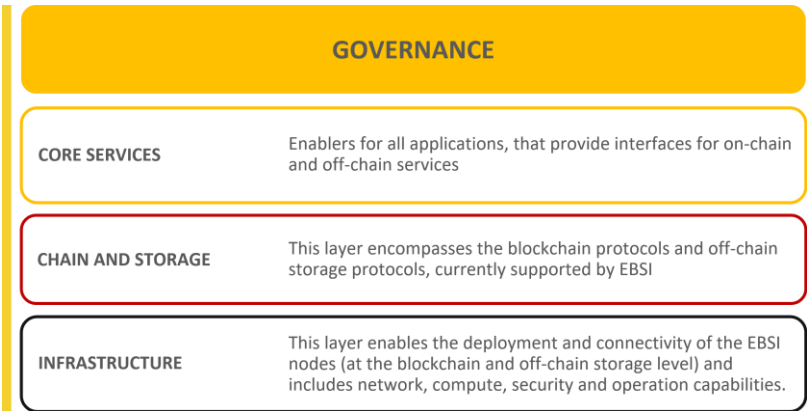 GOVERNANCE
CORE SERVICES
Enablers for all applications, that provide interfaces for on-chain
and off-chain services
CHAIN AND STORAGE
This layer encompasses the blockchain protocols and off-chain
storage protocols, currently supported by EBSI
INFRASTRUCTURE
This layer enables the deployment and connectivity of the EBSI
nodes (at the blockchain and off-chain storage level) and
includes network, compute, security and operation capabilities.